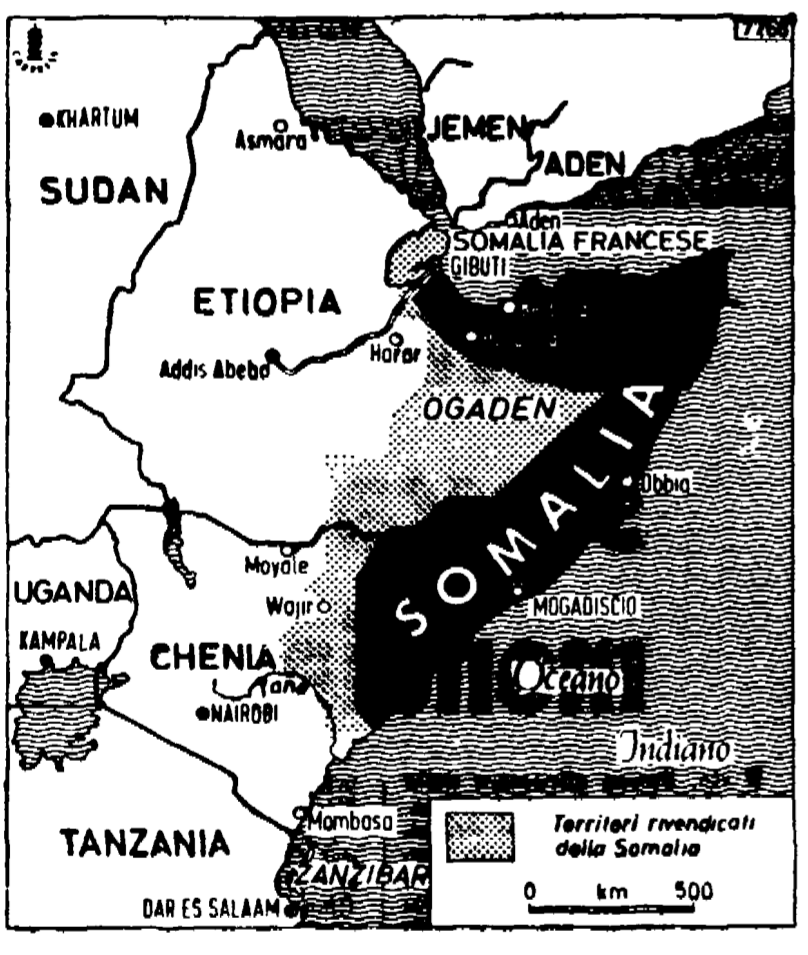 KHARTUM
Asmara
JEMEN
SUDAN
ADEN
Aden
SOMALIA FRANCESE
GIBUTI
ETIOPIA
Harar
Addis Abeba
OGADEN
SOMALIA
Obbia
Moyale
UGANDA
Wajir
MOGADISCIO
KAMPALA
CHENIA
Tana
Oceano
NAIROBI
Indiano
Mombasa
Territori rivendicati
della Somalia
TANZANIA
ZANZIBAR
0 km 500
DAR ES SALAAM